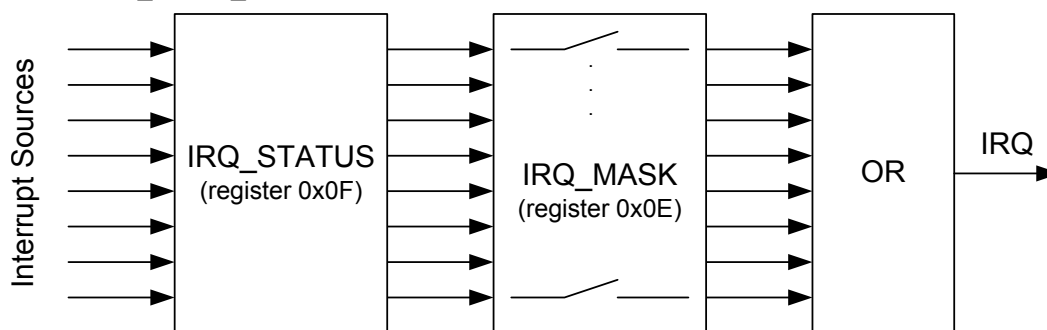 Interrupt Sources
IRQ_STATUS
(register 0x0F)
IRQ_MASK
(register 0x0E)
OR
IRQ